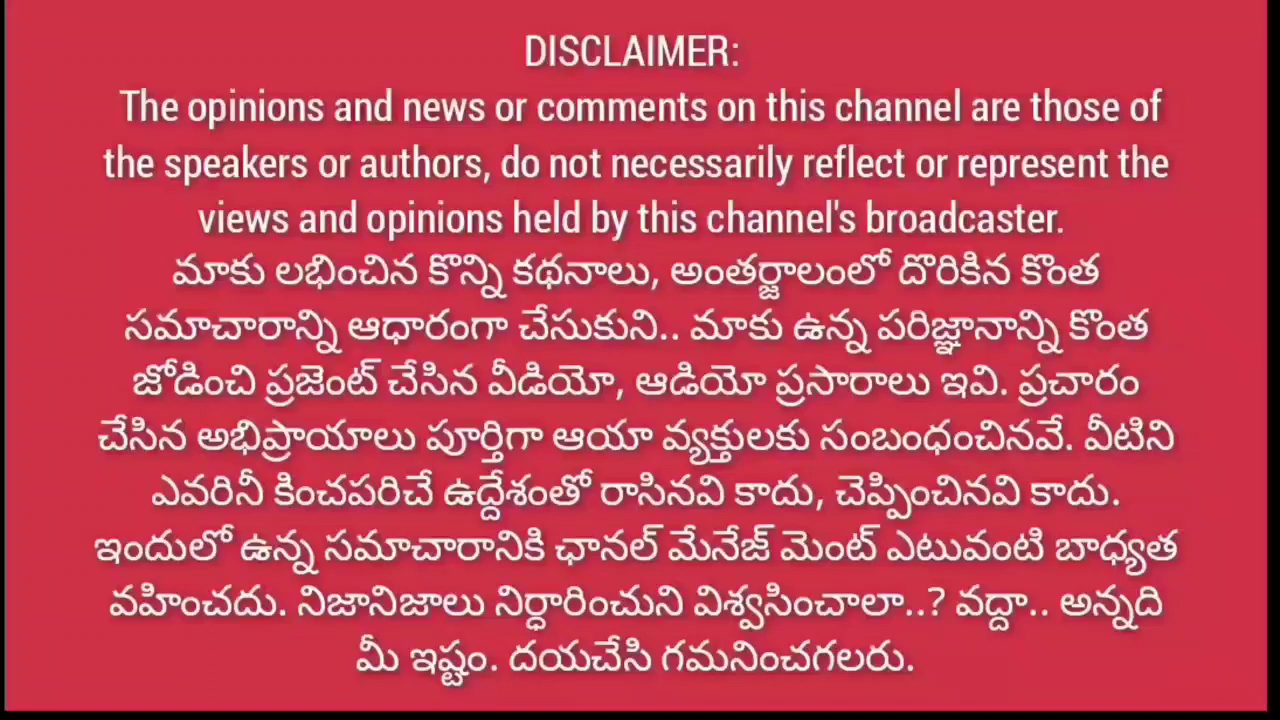 DISCLAIMER:
The opinions and news or comments on this channel are those of
the speakers or authors, do not necessarily reflect or represent the
views and opinions held by this channel's broadcaster.
మాకు లభించిన కొన్ని కథనాలు, అంతర్జాలంలో దొరికిన కొంత
సమాచారాన్ని ఆధారంగా చేసుకుని.. మాకు ఉన్న పరిజ్ఞానాన్ని కొంత
జోడించి ప్రజెంట్ చేసిన వీడియో, ఆడియో ప్రసారాలు ఇవి. ప్రచారం
చేసిన అభిప్రాయాలు పూర్తిగా ఆయా వ్యక్తులకు సంబంధంచినవే. వీటిని
ఎవరినీ కించపరిచే ఉద్దేశంతో రాసినవి కాదు, చెప్పించినవి కాదు.
ఇందులో ఉన్న సమాచారానికి ఛానల్ మేనేజ్ మెంట్ ఎటువంటి బాధ్యత
వహించదు. నిజానిజాలు నిర్ధారించుని విశ్వసించాలా..? వద్దా.. అన్నది
మీ ఇష్టం. దయచేసి గమనించగలరు.